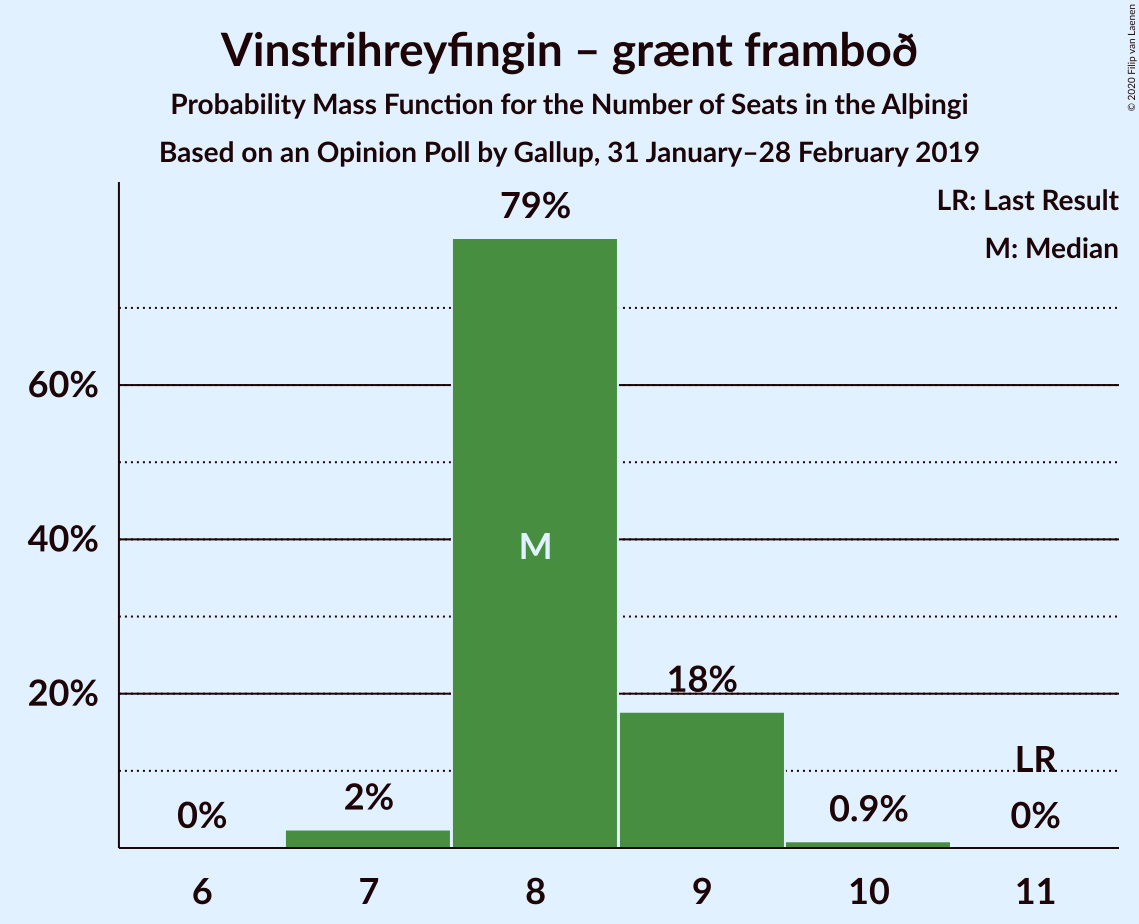 Vinstrihreyfingin – grænt framboð
Probability Mass Function for the Number of Seats in the Alþingi
Based on an Opinion Poll by Gallup, 31 January–28 February 2019
© 2020 Filip van Laenen
LR: Last Result
M: Median
79%
60%
40%
20%
M
18%
LR
0%
2%
0.9%
0%
6
7
8
9
10
11